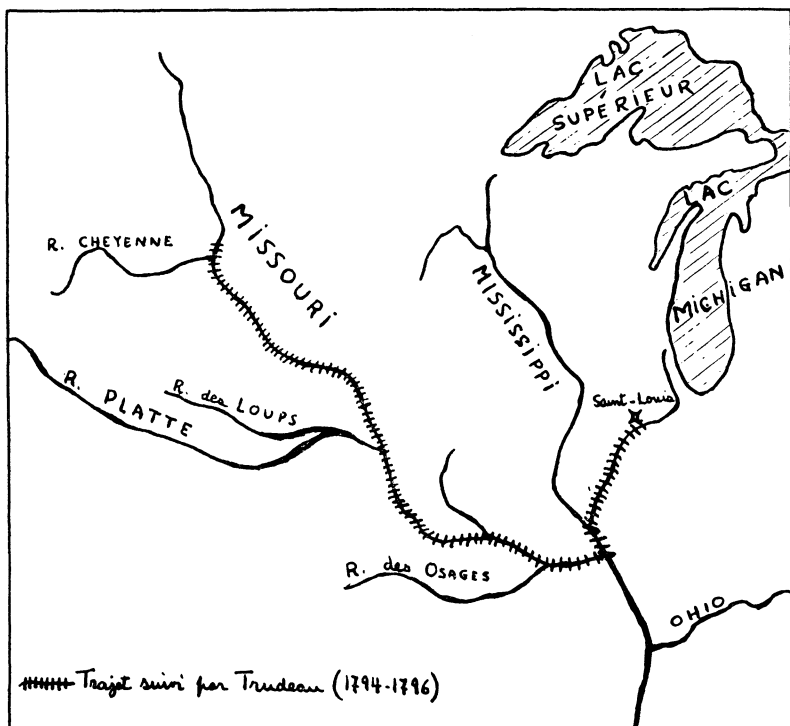 LAC
SUPÉRIEUR
LAC
MICHIGAN
MISSOURI
R. CHEYENNE
MISSISSIPPI
R. PLATTE
R. des LOUPS
Saint-Louis
R. des OSAGES
OHIO
Trajet suivi par Trudeau (1794-1796)